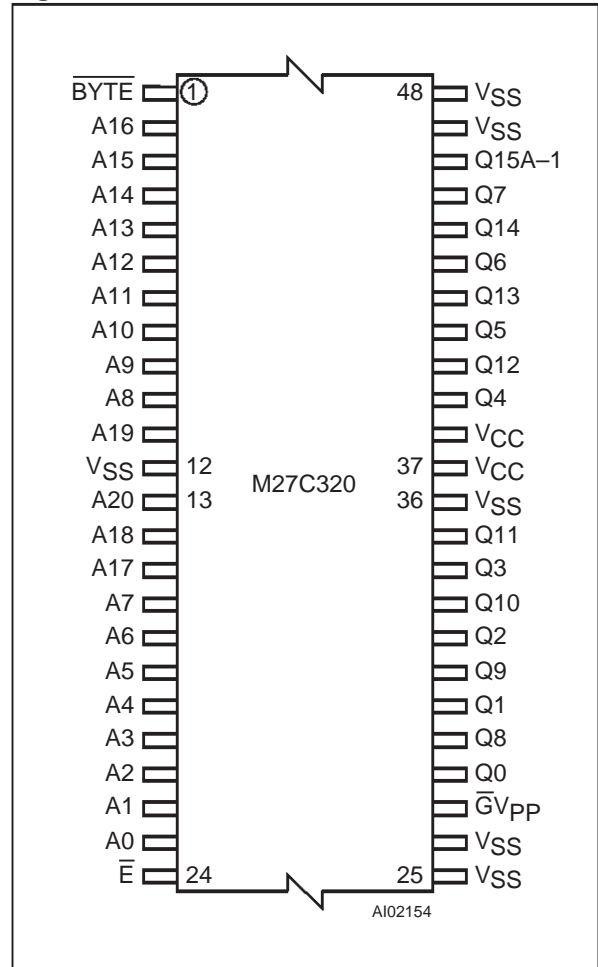 B̅Y̅T̅E̅ 1 48 VSS
A16 VSS
A15 Q15A–1
A14 Q7
A13 Q14
A12 Q6
A11 Q13
A10 Q5
A9 Q12
A8 Q4
A19 VCC
VSS 12 37 VCC
M27C320
A20 13 36 VSS
A18 Q11
A17 Q3
A7 Q10
A6 Q2
A5 Q9
A4 Q1
A3 Q8
A2 Q0
A1 G̅VPP
A0 VSS
E̅ 24 25 VSS
AI02154